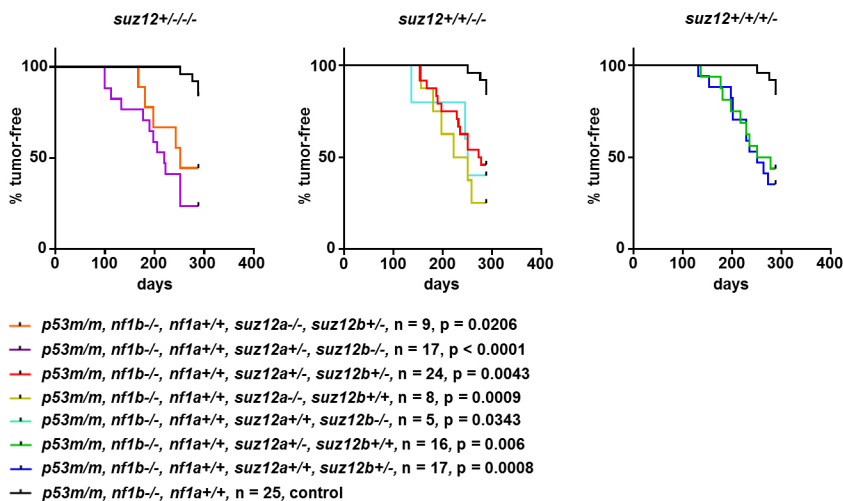 suz12+/-/-/-
suz12+/+/-/-
suz12+/+/+/-
% tumor-free
100
50
0
0 100 200 300 400
days
% tumor-free
100
50
0
0 100 200 300 400
days
% tumor-free
100
50
0
0 100 200 300 400
days
p53m/m, nf1b-/-, nf1a+/+, suz12a-/-, suz12b+/-, n = 9, p = 0.0206
p53m/m, nf1b-/-, nf1a+/+, suz12a+/-, suz12b-/-, n = 17, p < 0.0001
p53m/m, nf1b-/-, nf1a+/+, suz12a+/-, suz12b+/-, n = 24, p = 0.0043
p53m/m, nf1b-/-, nf1a+/+, suz12a-/-, suz12b+/+, n = 8, p = 0.0009
p53m/m, nf1b-/-, nf1a+/+, suz12a+/+, suz12b-/-, n = 5, p = 0.0343
p53m/m, nf1b-/-, nf1a+/+, suz12a+/-, suz12b+/+, n = 16, p = 0.006
p53m/m, nf1b-/-, nf1a+/+, suz12a+/+, suz12b+/-, n = 17, p = 0.0008
p53m/m, nf1b-/-, nf1a+/+, n = 25, control